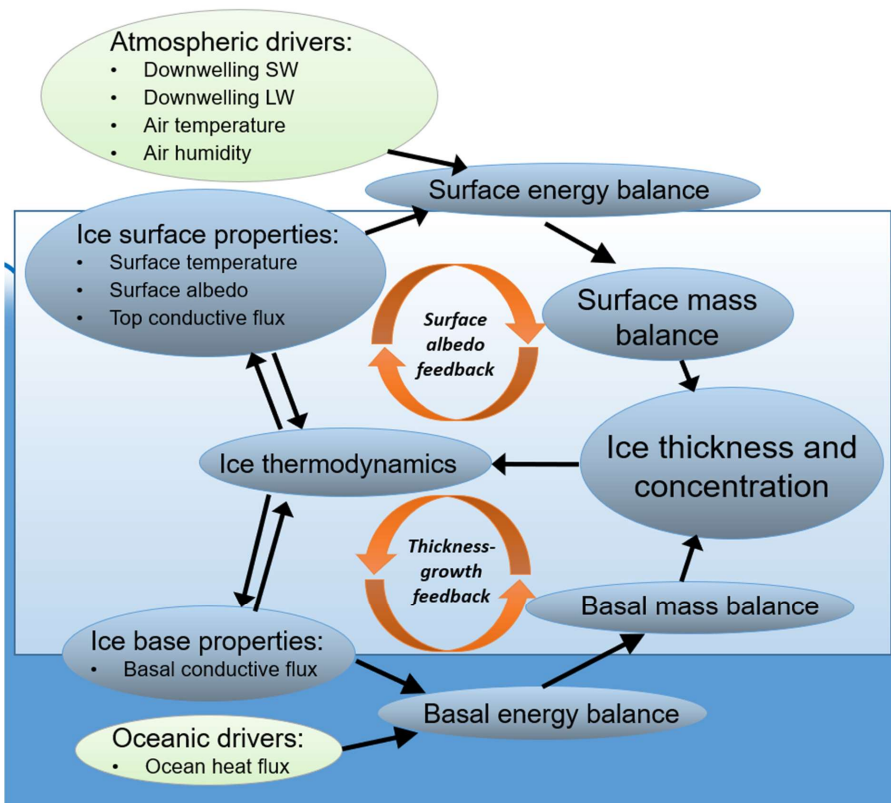 Atmospheric drivers:
• Downwelling SW
• Downwelling LW
• Air temperature
• Air humidity
Surface energy balance
Ice surface properties:
• Surface temperature
• Surface albedo
• Top conductive flux
Surface
albedo
feedback
Surface mass
balance
Ice thermodynamics
Ice thickness and
concentration
Thickness-
growth
feedback
Basal mass balance
Ice base properties:
• Basal conductive flux
Basal energy balance
Oceanic drivers:
• Ocean heat flux